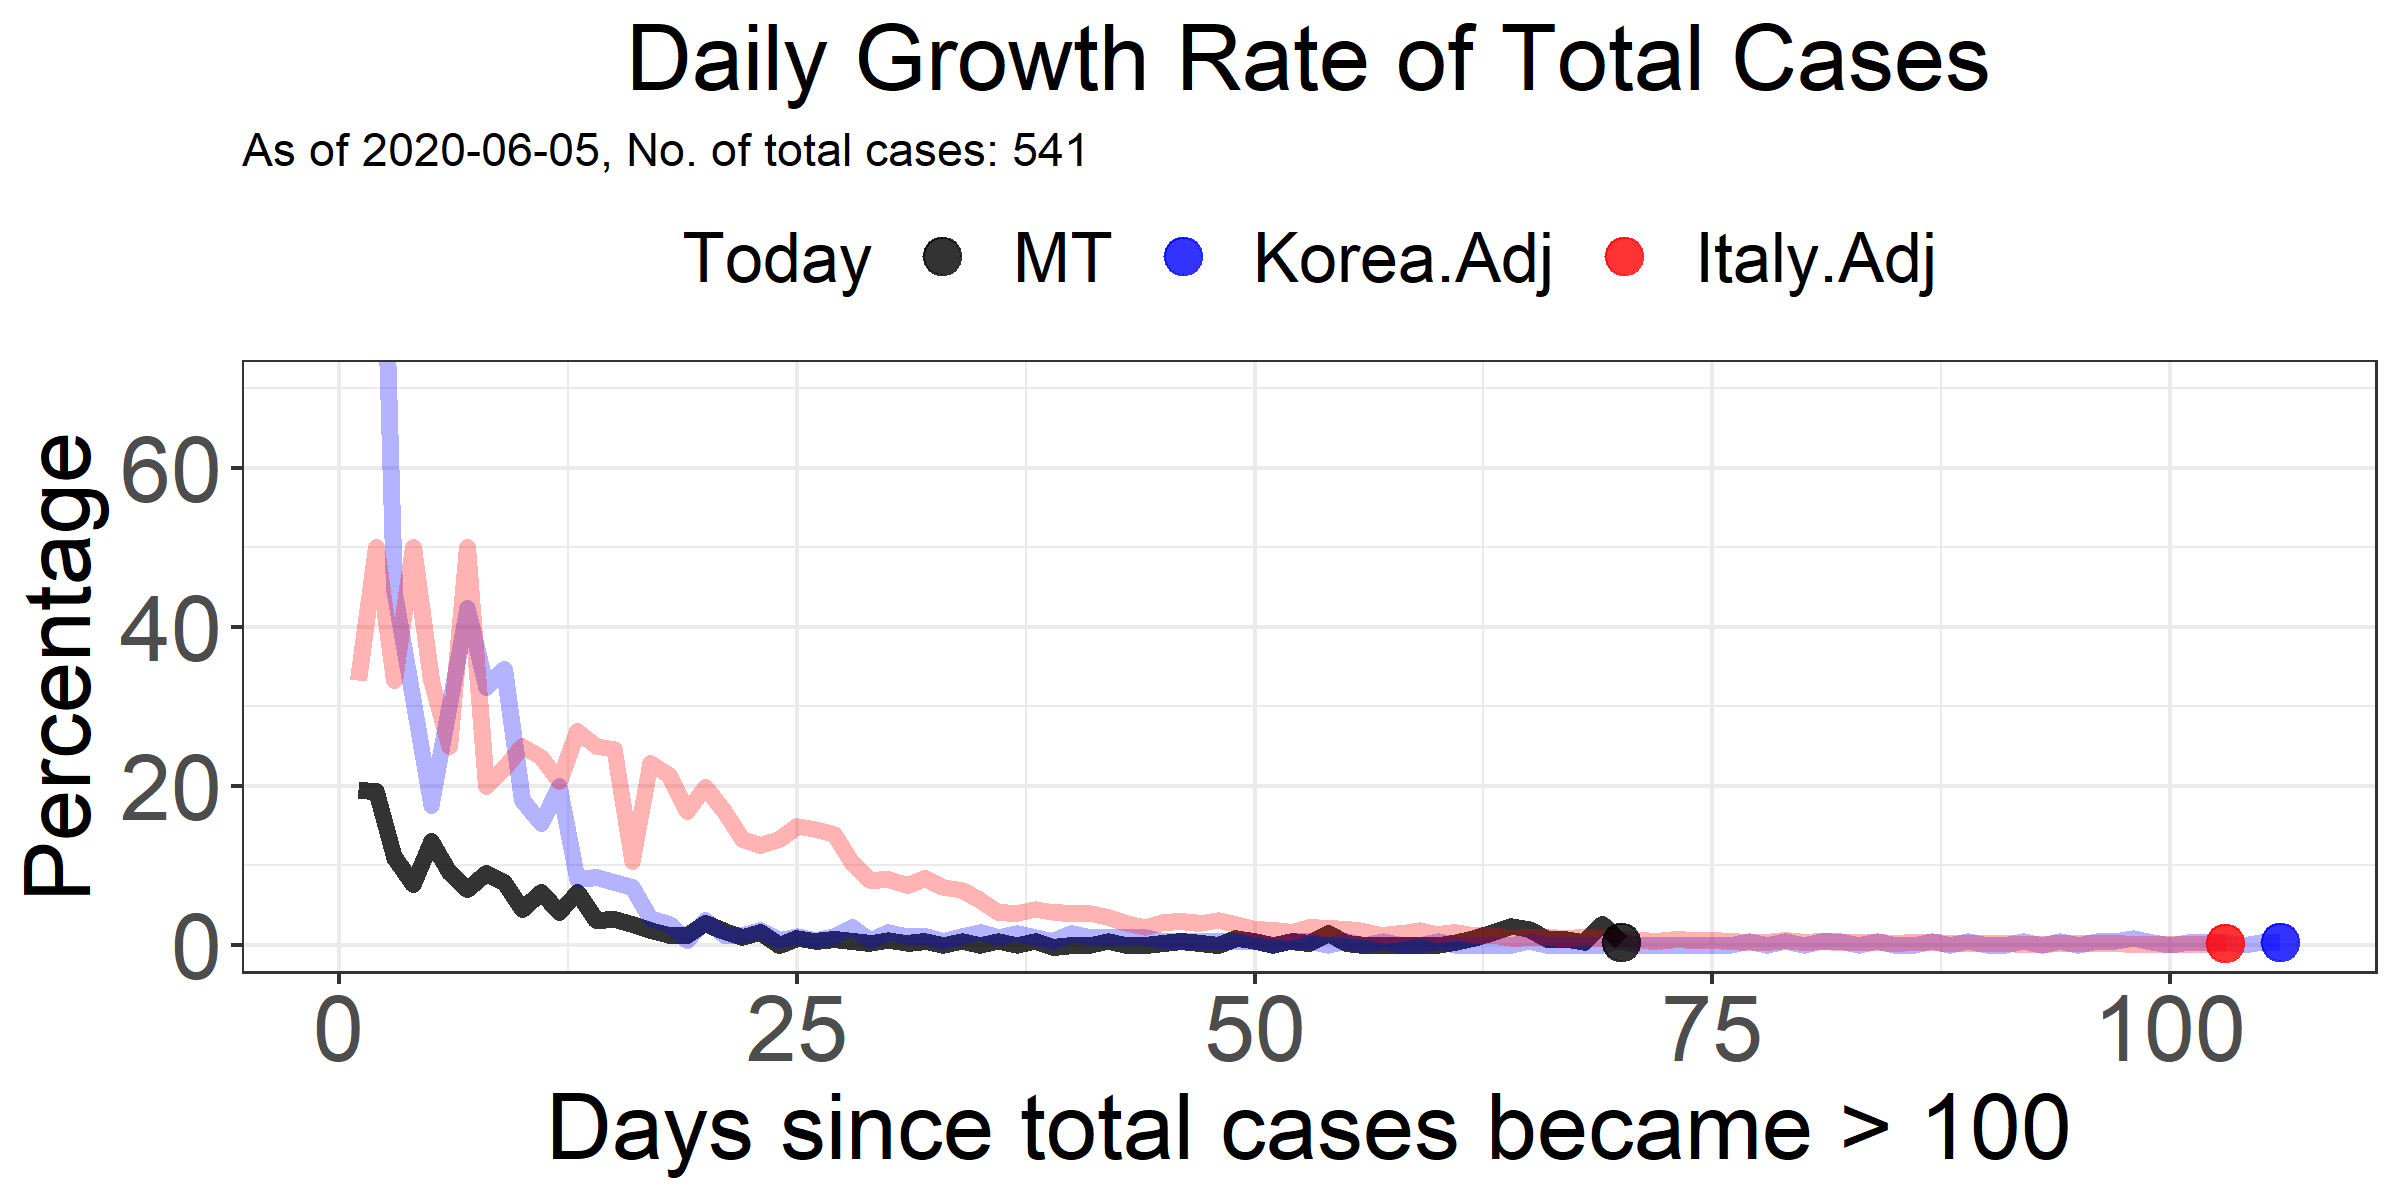 Daily Growth Rate of Total Cases
As of 2020-06-05, No. of total cases: 541
Today MT Korea.Adj Italy.Adj
Percentage
60
40
20
0
0 25 50 75 100
Days since total cases became > 100